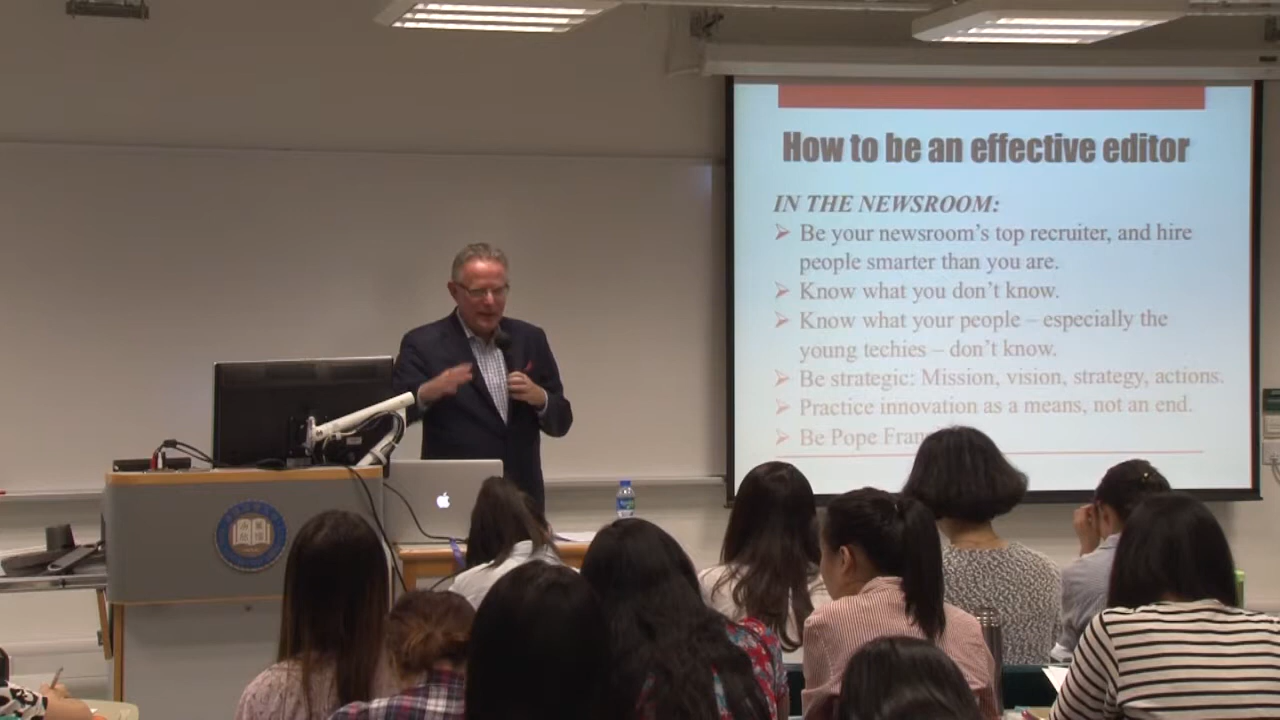 How to be an effective editor
IN THE NEWSROOM:
Be your newsroom's top recruiter, and hire
people smarter than you are.
Know what you don't know.
Know what your people – especially the
young techies – don't know.
Be strategic: Mission, vision, strategy, actions.
Practice innovation as a means, not an end.
Be Pope